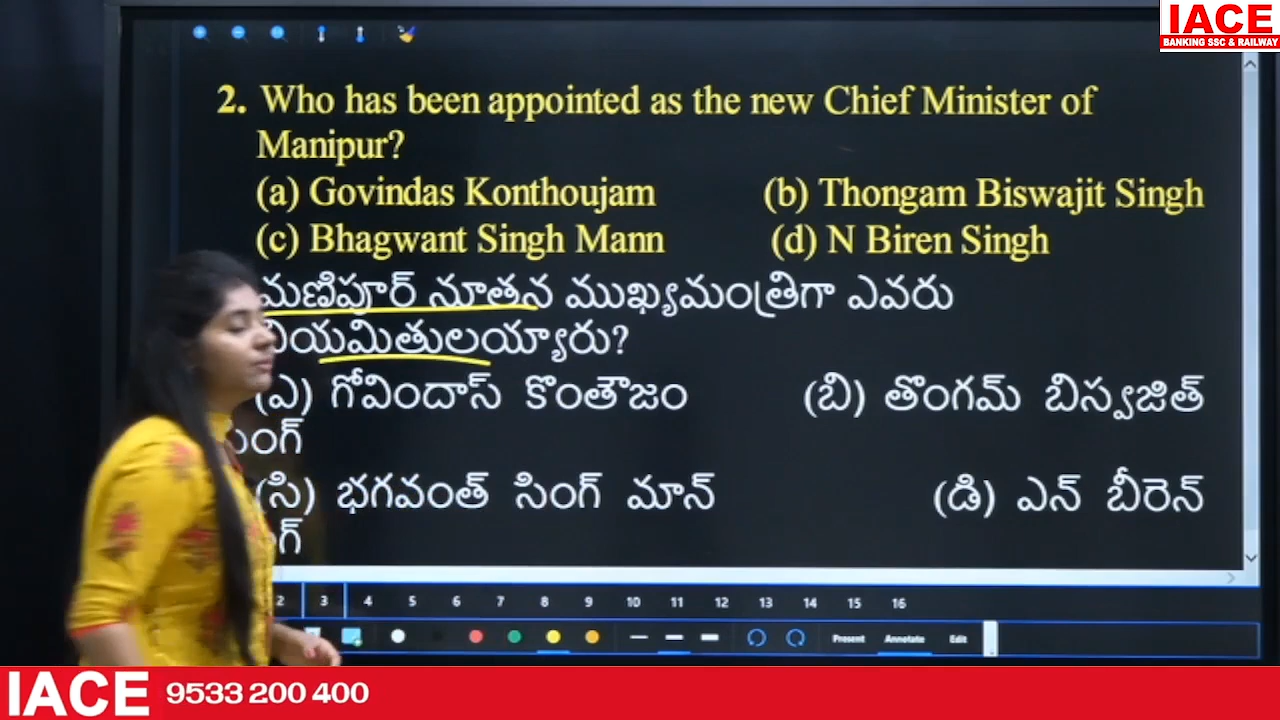 IACE
BANKING SSC & RAILWAY
2. Who has been appointed as the new Chief Minister of
Manipur?
(a) Govindas Konthoujam (b) Thongam Biswajit Singh
(c) Bhagwant Singh Mann (d) N Biren Singh
మణిపూర్ నూతన ముఖ్యమంత్రిగా ఎవరు
నియమితులయ్యారు?
(ఎ) గోవిందాస్ కొంతౌజం (బి) తొంగమ్ బిస్వజిత్
సింగ్
(సి) భగవంత్ సింగ్ మాన్ (డి) ఎన్ బీరెన్
2 3 4 5 6 7 8 9 10 11 12 13 14 15 16
Present Annotate Edit
IACE 9533 200 400